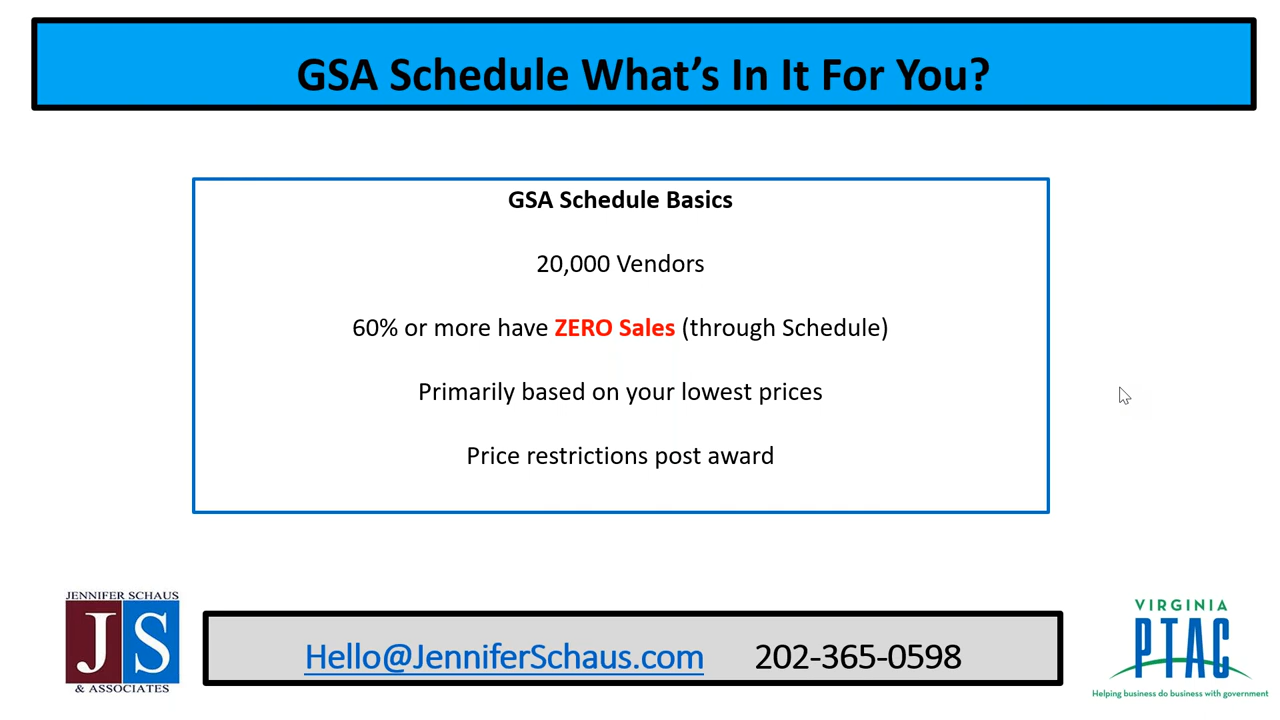 GSA Schedule What's In It For You?
GSA Schedule Basics
20,000 Vendors
60% or more have ZERO Sales (through Schedule)
Primarily based on your lowest prices
Price restrictions post award
JENNIFER SCHAUS
JS
& ASSOCIATES
Hello@JenniferSchaus.com 202-365-0598
VIRGINIA
PTAC
Helping business do business with government